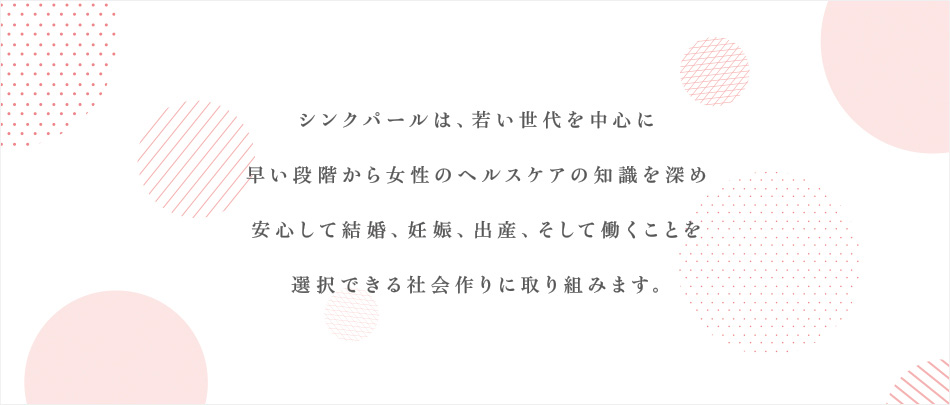 シンクパールは、若い世代を中心に
早い段階から女性のヘルスケアの知識を深め
安心して結婚、妊娠、出産、そして働くことを
選択できる社会作りに取り組みます。